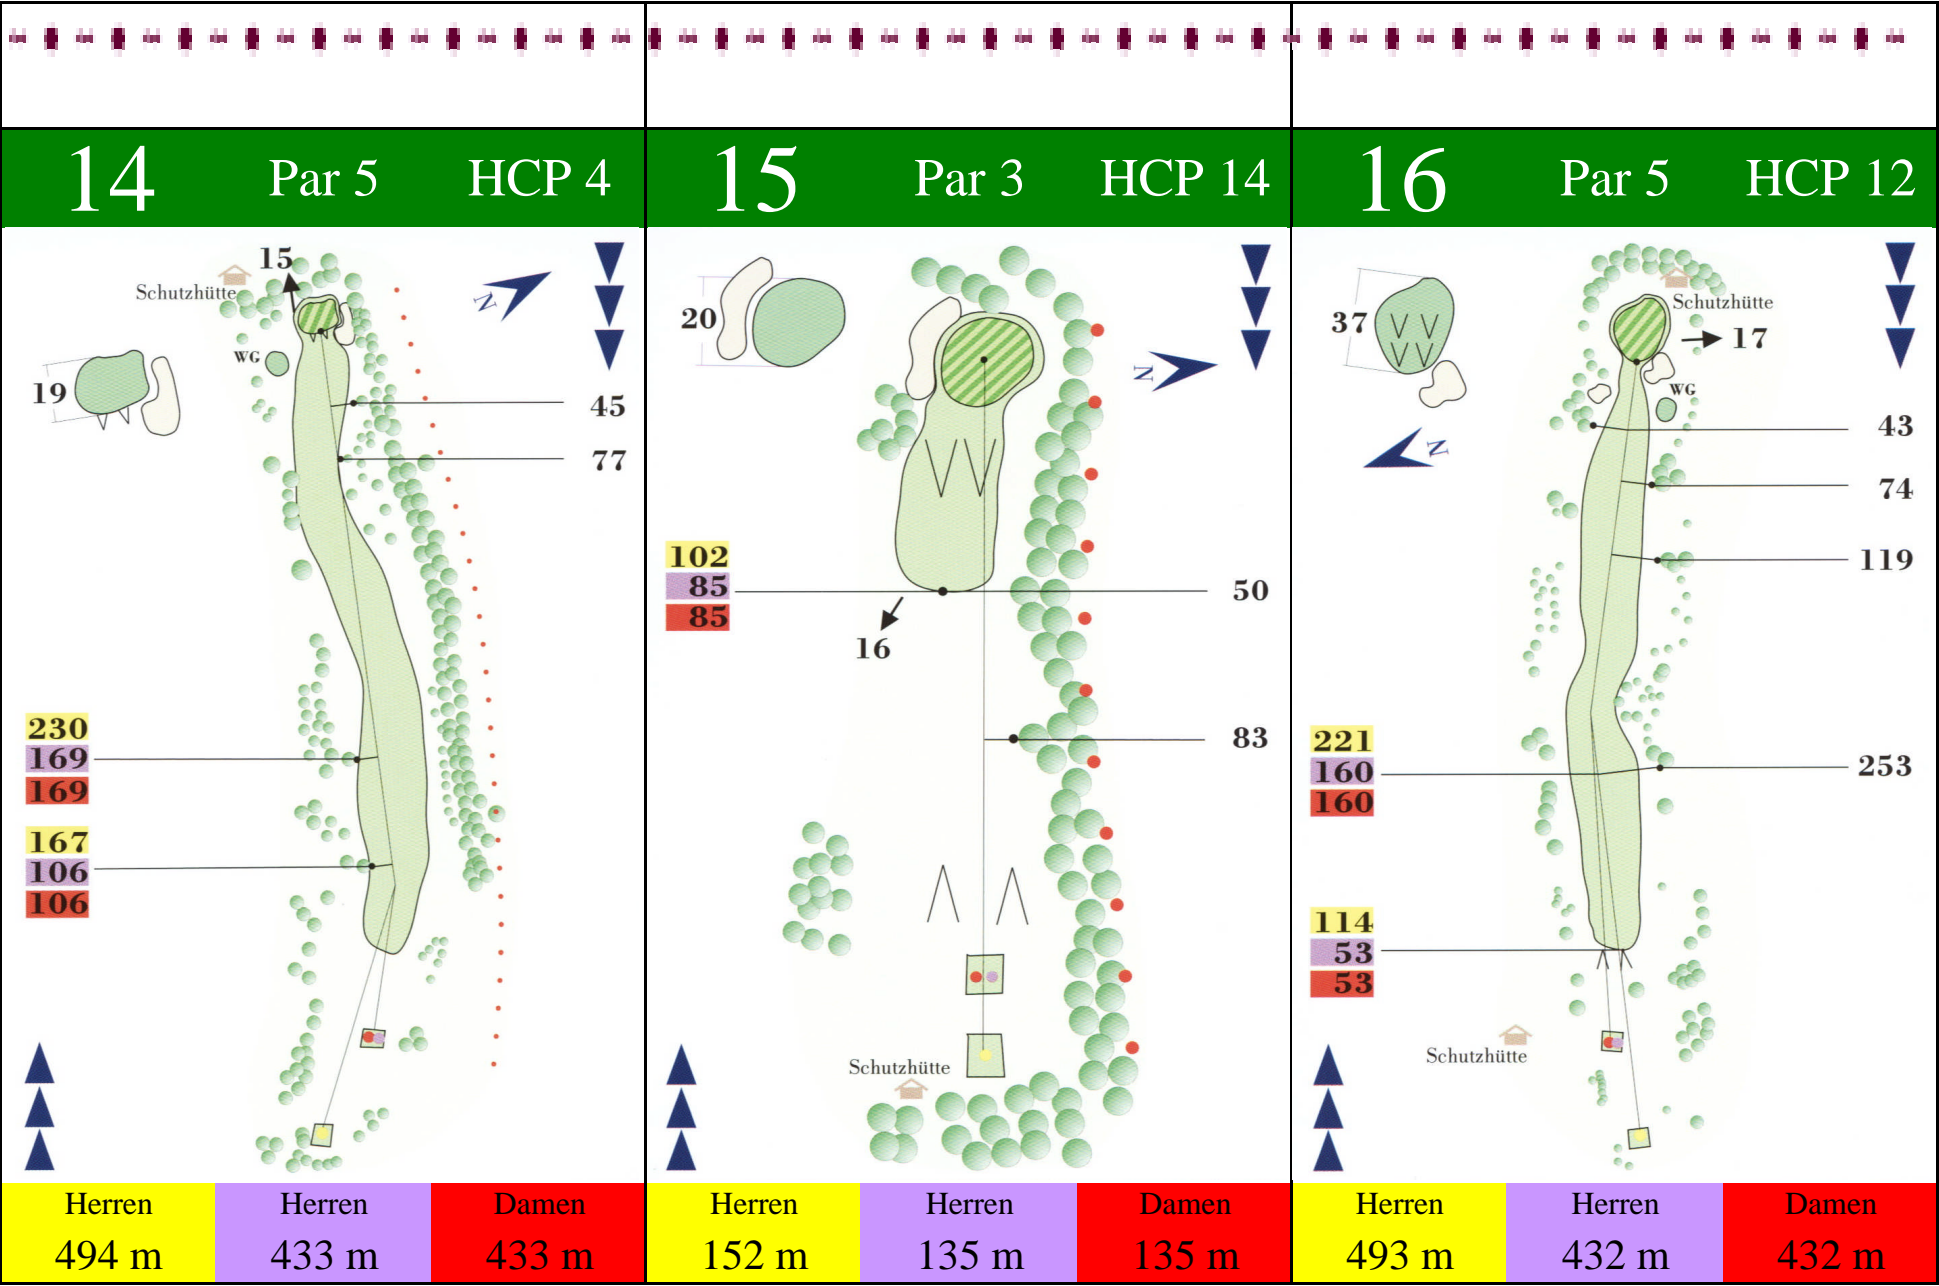 14 Par 5 HCP 4
15
Schutzhütte
N
WG
19
45
77
230
169
169
167
106
106
Herren Herren Damen
494 m 433 m 433 m
15 Par 3 HCP 14
20
N
102
85
85
50
16
83
Schutzhütte
Herren Herren Damen
152 m 135 m 135 m
16 Par 5 HCP 12
Schutzhütte
37
17
WG
N
43
74
119
221
160
160
253
114
53
53
Schutzhütte
Herren Herren Damen
493 m 432 m 432 m